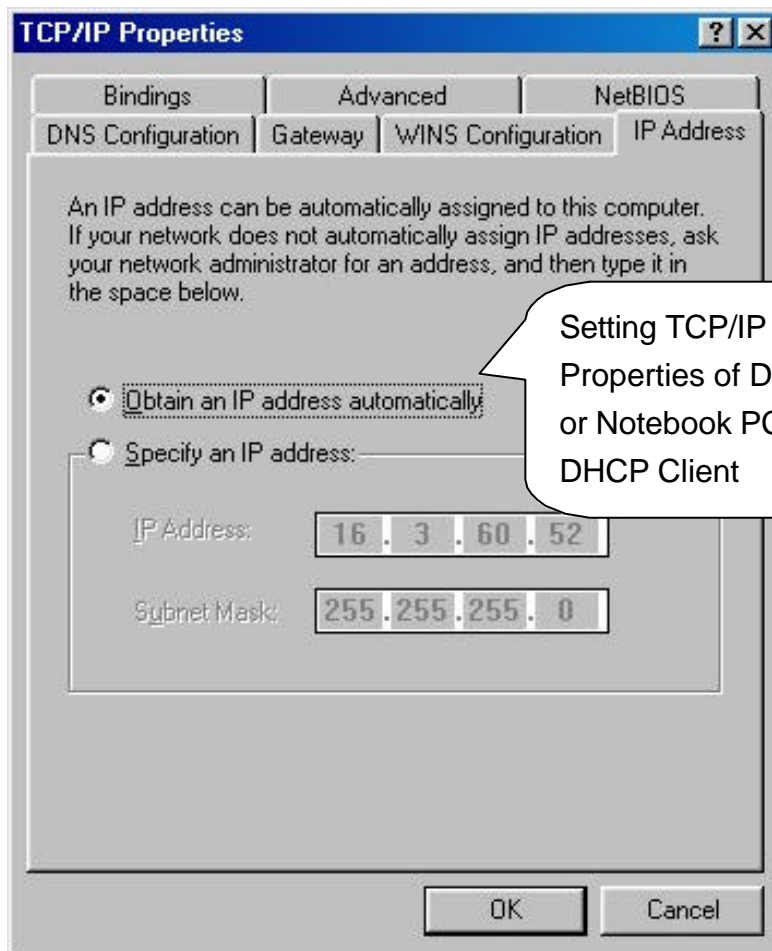 TCP/IP Properties
Bindings Advanced NetBIOS
DNS Configuration Gateway WINS Configuration IP Address
An IP address can be automatically assigned to this computer.
If your network does not automatically assign IP addresses, ask
your network administrator for an address, and then type it in
the space below.
Setting TCP/IP
Properties of D
or Notebook PC
DHCP Client
Obtain an IP address automatically
Specify an IP address:
IP Address: 16 . 3 . 60 . 52
Subnet Mask: 255 . 255 . 255 . 0
OK Cancel